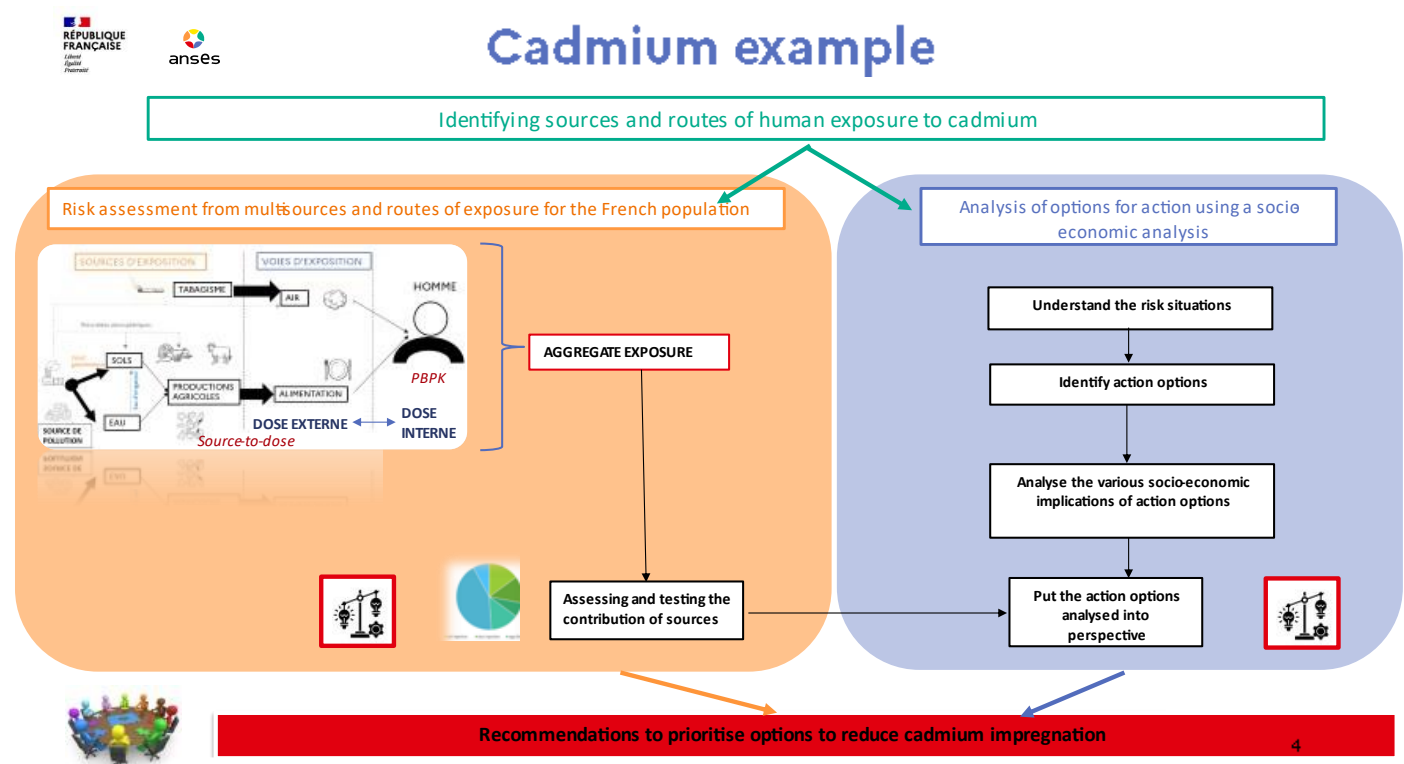 RÉPUBLIQUE
FRANÇAISE
Liberté
Égalité
Fraternité
anses
Cadmium example
Identifying sources and routes of human exposure to cadmium
Risk assessment from multisources and routes of exposure for the French population
Analysis of options for action using a socio
economic analysis
SOURCES D'EXPOSITION
VOIES D'EXPOSITION
TABAGISME
AIR
HOMME
SOLS
PRODUCTIONS
AGRICOLES
ALIMENTATION
PBPK
EAU
SOURCE DE
POLLUTION
DOSE EXTERNE
DOSE
INTERNE
Source-to-dose
AGGREGATE EXPOSURE
Understand the risk situations
Identify action options
Analyse the various socio-economic
implications of action options
Assessing and testing the
contribution of sources
Put the action options
analysed into
perspective
Recommendations to prioritise options to reduce cadmium impregnation
4